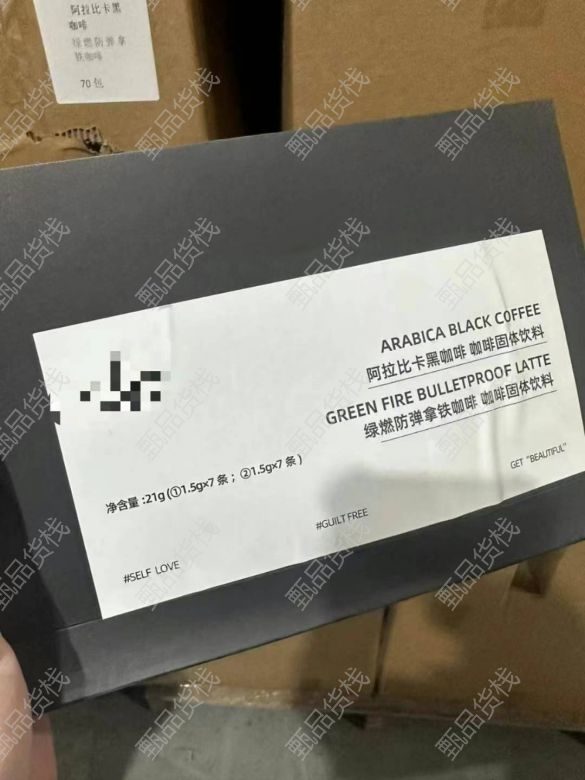 阿拉比卡黑
咖啡
绿燃防弹拿
铁咖啡
70包
ARABICA BLACK COFFEE
阿拉比卡黑咖啡 咖啡固体饮料
GREEN FIRE BULLETPROOF LATTE
绿燃防弹拿铁咖啡 咖啡固体饮料
净含量:21g(①1.5g×7条；②1.5g×7条)
GET "BEAUTIFUL"
#GUILT FREE
#SELF LOVE
甄品货栈